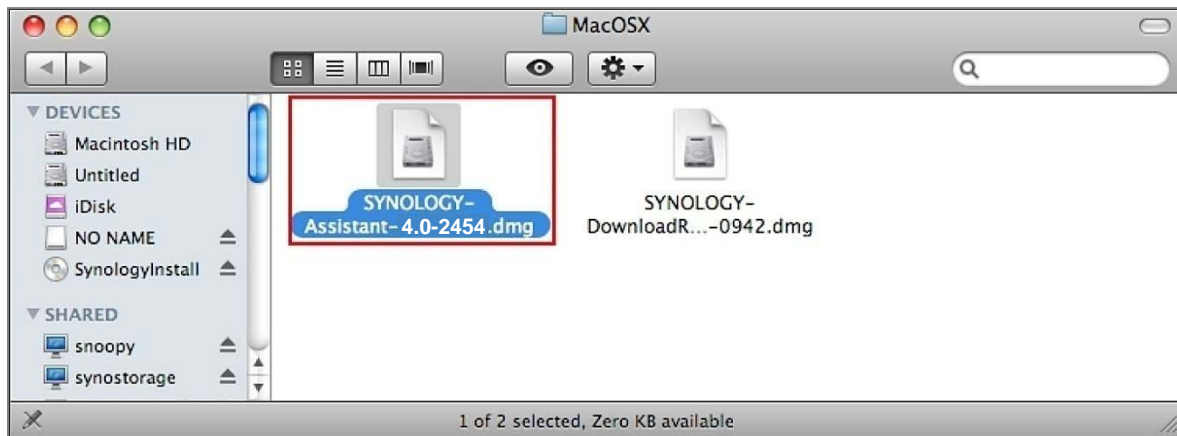 MacOSX
DEVICES
Macintosh HD
Untitled
iDisk
NO NAME
SynologyInstall
SHARED
snoopy
synostorage
SYNOLOGY-
Assistant-4.0-2454.dmg
SYNOLOGY-
DownloadR...-0942.dmg
1 of 2 selected, Zero KB available